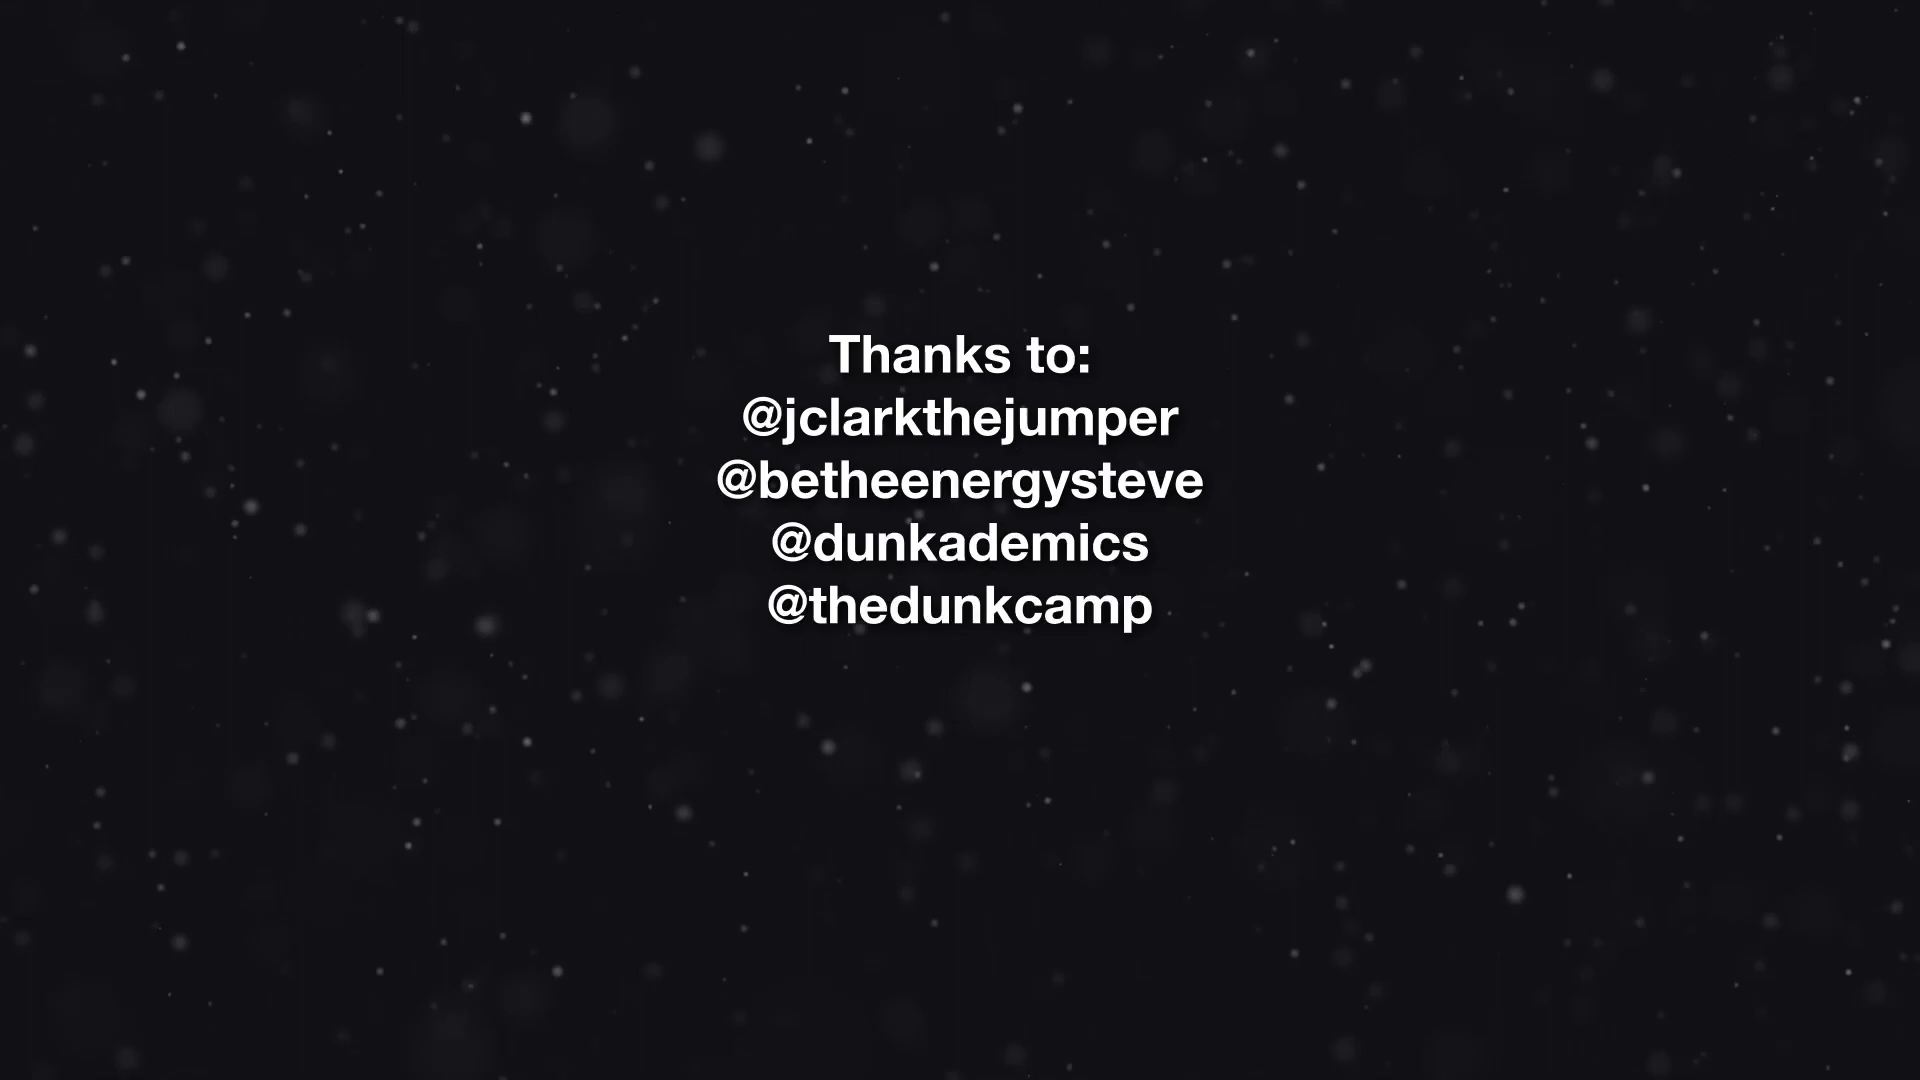 Thanks to:
@jclarkthejumper
@betheenergysteve
@dunkademics
@thedunkcamp